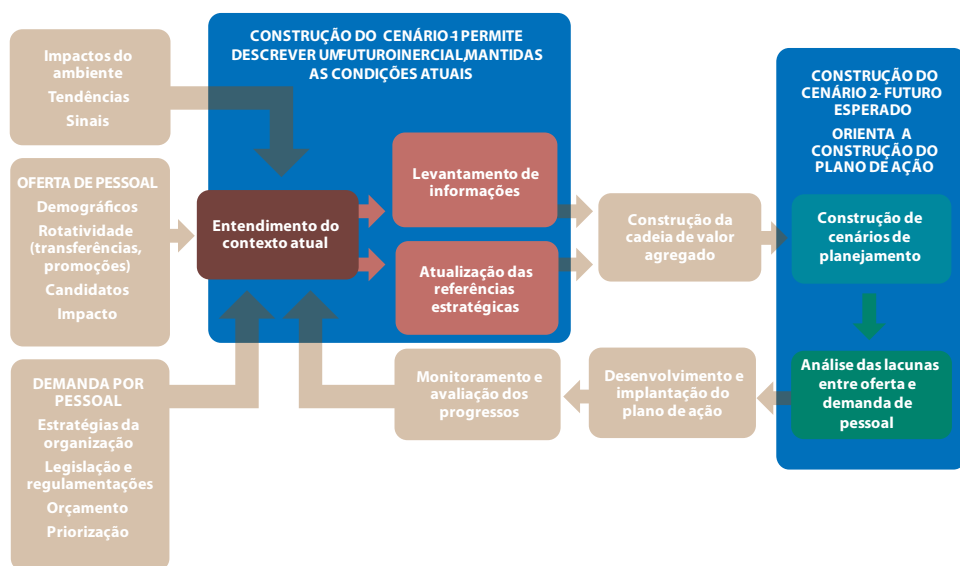 Impactos do
ambiente
Tendências
Sinais
OFERTA DE PESSOAL
Demográficos
Rotatividade
(transferências,
promoções)
Candidatos
Impacto
DEMANDA POR
PESSOAL
Estratégias da
organização
Legislação e
regulamentações
Orçamento
Priorização
CONSTRUÇÃO DO CENÁRIO-1 PERMITE
DESCREVER UMFUTUROINERCIAL,MANTIDAS
AS CONDIÇÕES ATUAIS
Entendimento do
contexto atual
Levantamento de
informações
Atualização das
referências
estratégicas
Construção da
cadeia de valor
agregado
CONSTRUÇÃO DO
CENÁRIO 2- FUTURO
ESPERADO
ORIENTA A
CONSTRUÇÃO DO
PLANO DE AÇÃO
Construção de
cenários de
planejamento
Análise das lacunas
entre oferta e
demanda de
pessoal
Desenvolvimento e
implantação do
plano de ação
Monitoramento e
avaliação dos
progressos